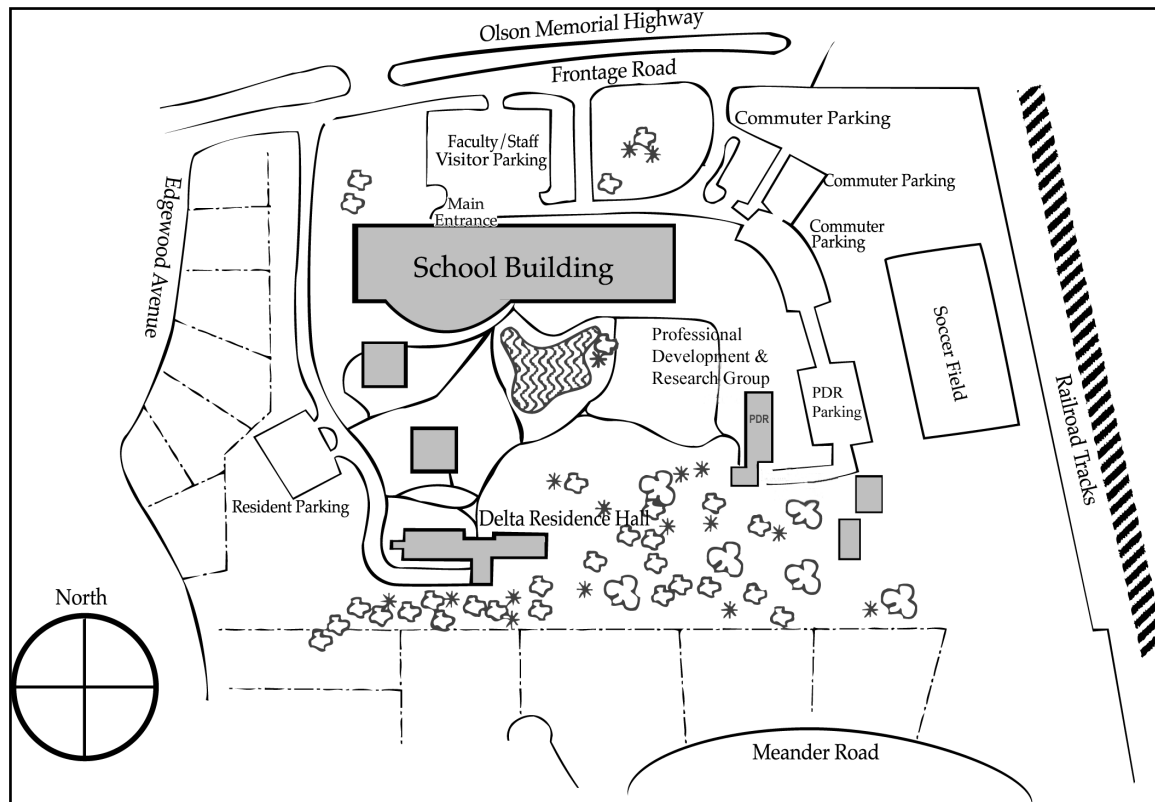 Olson Memorial Highway
Frontage Road
Commuter Parking
Faculty/Staff
Visitor Parking
Commuter Parking
Edgewood Avenue
Main
Entrance
Commuter
Parking
School Building
Soccer Field
Professional
Development &
Research Group
Railroad Tracks
PDR
Parking
PDR
Resident Parking
Delta Residence Hall
North
Meander Road